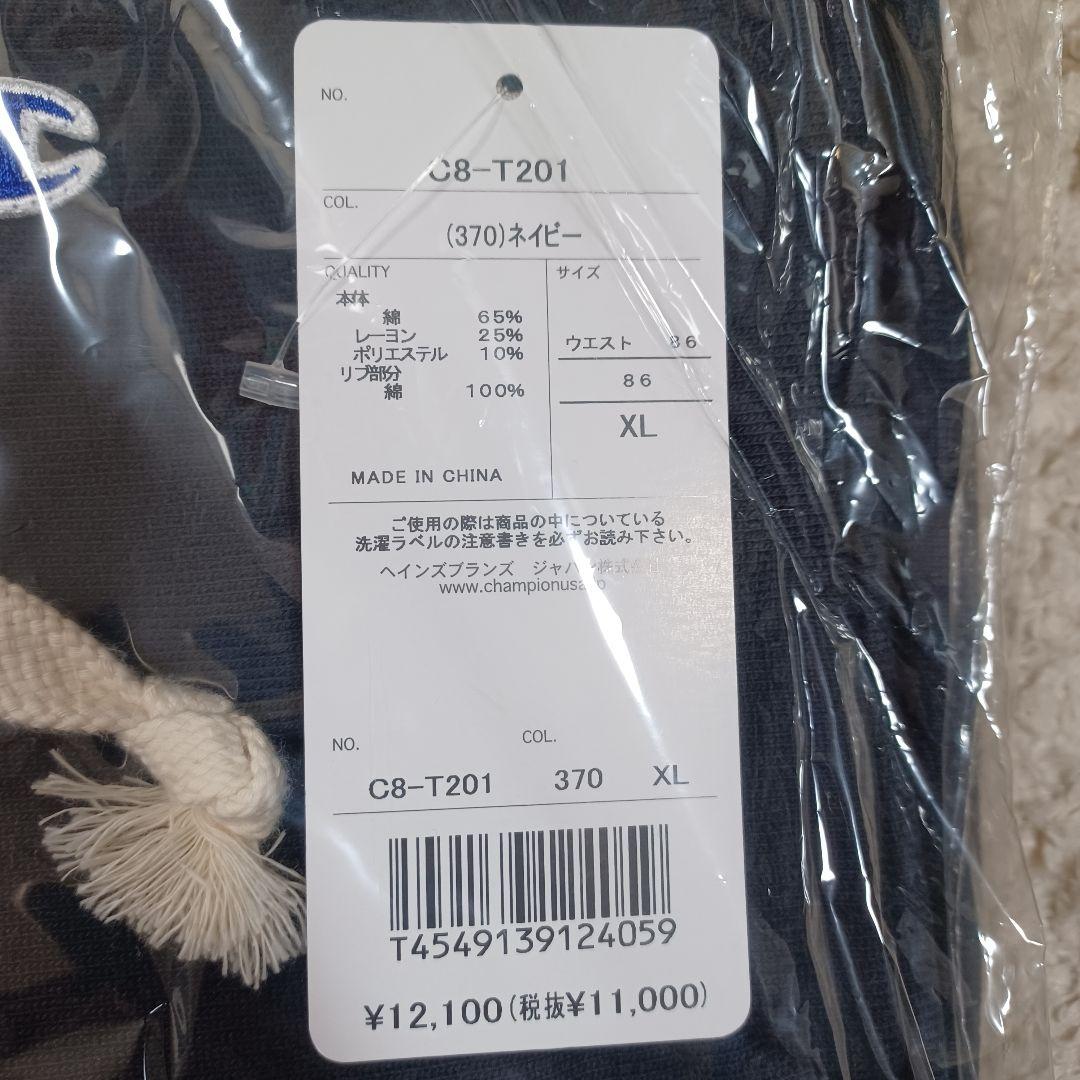 NO.
C8-T201
COL.
(370)ネイビー
QUALITY
本体
綿 65%
レーヨン 25%
ポリエステル 10%
リブ部分
綿 100%
MADE IN CHINA
サイズ
ウエスト 86
86
XL
ご使用の際は商品の中についている
洗濯ラベルの注意書きを必ずお読み下さい。
ヘインズブランズ ジャパン株式会社
www.championusa.jp
NO. COL.
C8-T201 370 XL
T4549139124059
¥12,100(税抜¥11,000)